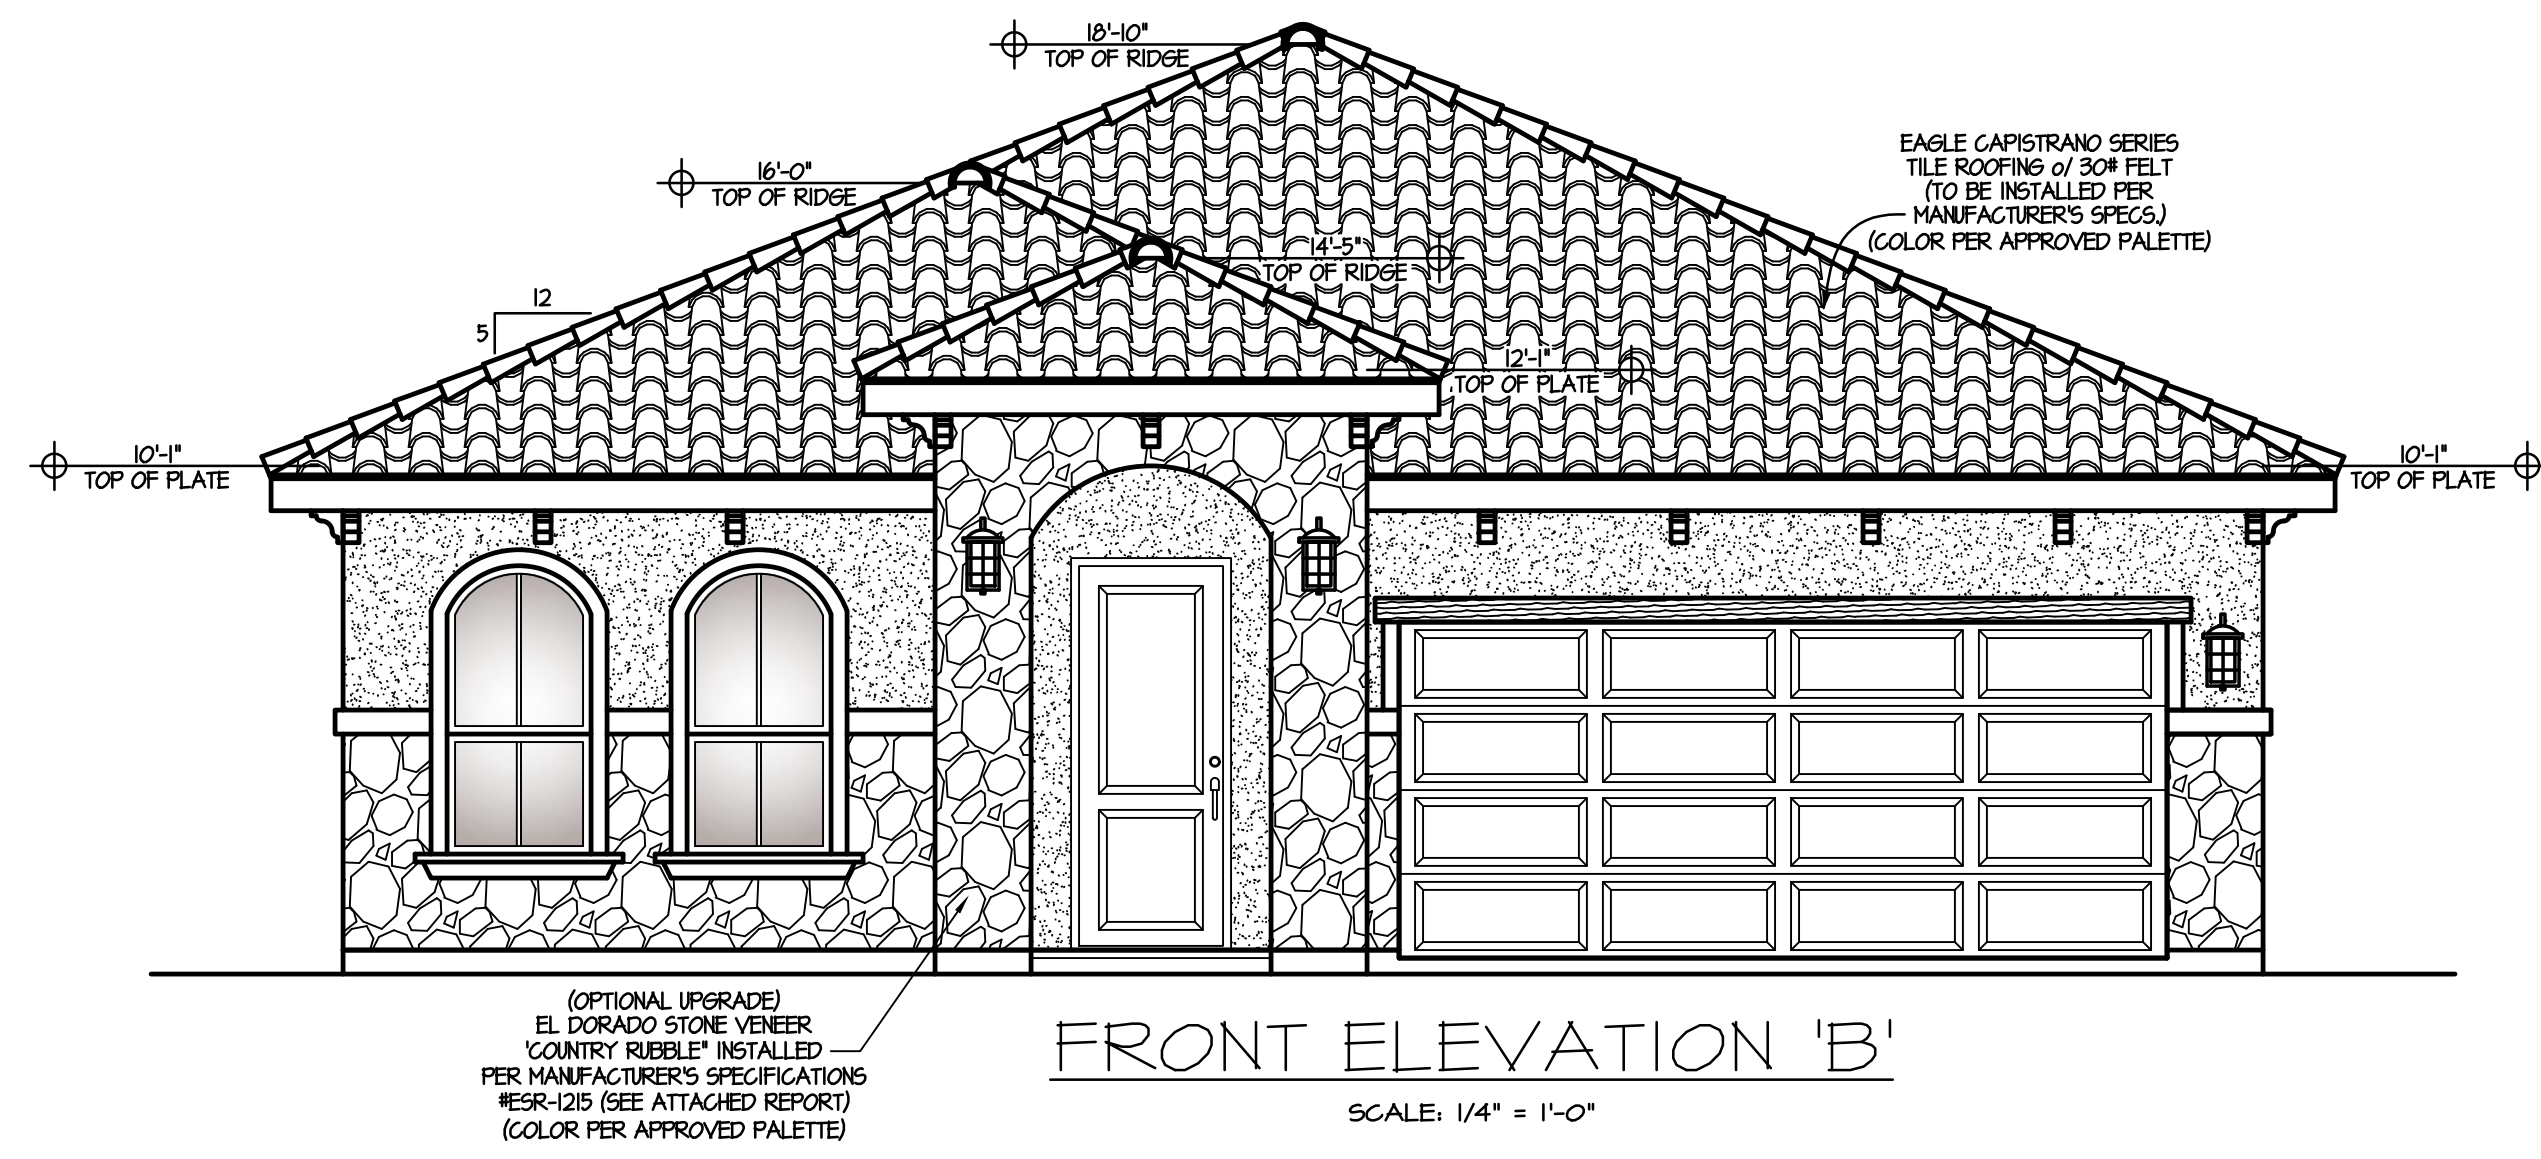 18'-10"
TOP OF RIDGE
EAGLE CAPISTRANO SERIES
TILE ROOFING o/ 30# FELT
(TO BE INSTALLED PER
MANUFACTURER'S SPECS.)
(COLOR PER APPROVED PALETTE)
16'-0"
TOP OF RIDGE
14'-5"
TOP OF RIDGE
12
5
12'-1"
TOP OF PLATE
10'-1"
TOP OF PLATE
10'-1"
TOP OF PLATE
(OPTIONAL UPGRADE)
EL DORADO STONE VENEER
'COUNTRY RUBBLE" INSTALLED
PER MANUFACTURER'S SPECIFICATIONS
#ESR-1215 (SEE ATTACHED REPORT)
(COLOR PER APPROVED PALETTE)
FRONT ELEVATION 'B'
SCALE: 1/4" = 1'-0"